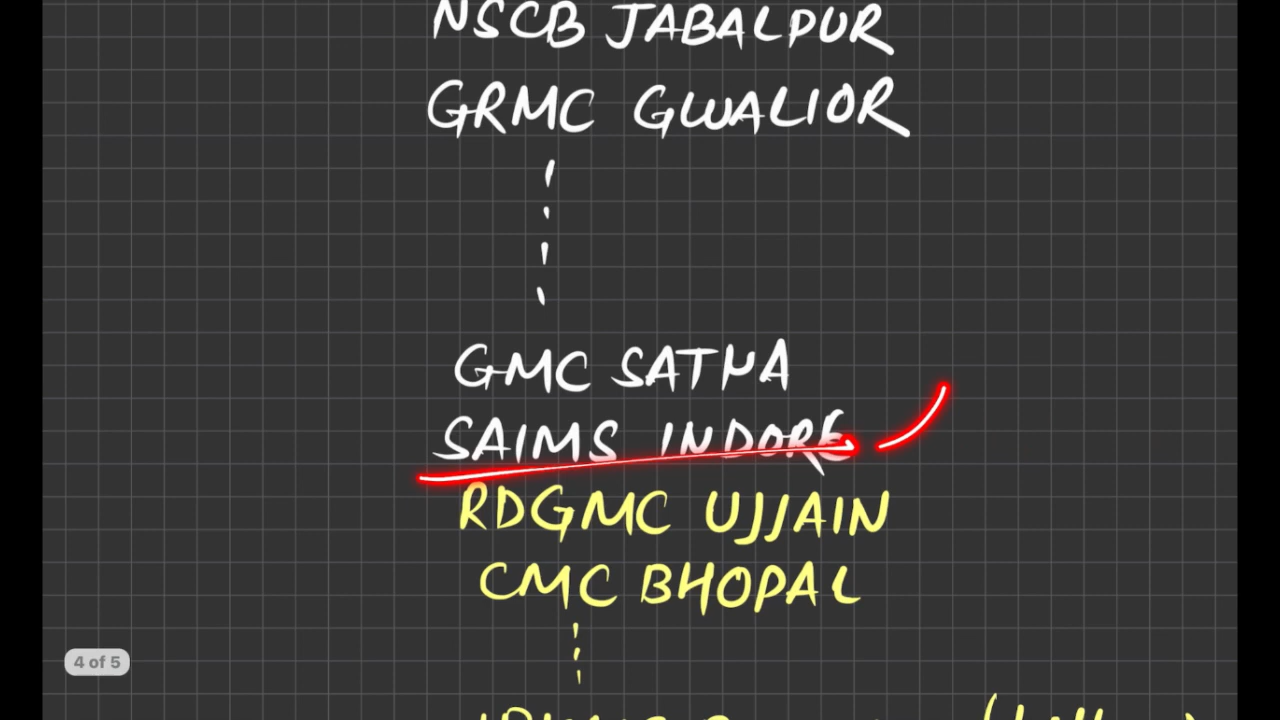 NSCB JABALPUR
GRMC GWALIOR
GMC SATNA
SAIMS INDORE
RDGMC UJJAIN
CMC BHOPAL
4 of 5